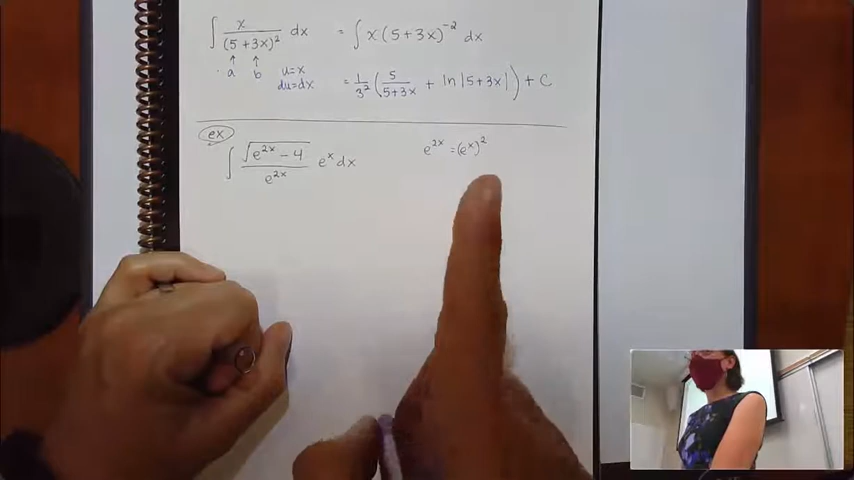 ∫ x/(5+3x)² dx = ∫ x(5+3x)⁻² dx
↑ ↑
a b u=x
du=dx = 1/3² (5/(5+3x) + ln|5+3x|) + C
ex
∫ √(e²ˣ − 4)/e²ˣ eˣ dx e²ˣ = (eˣ)²